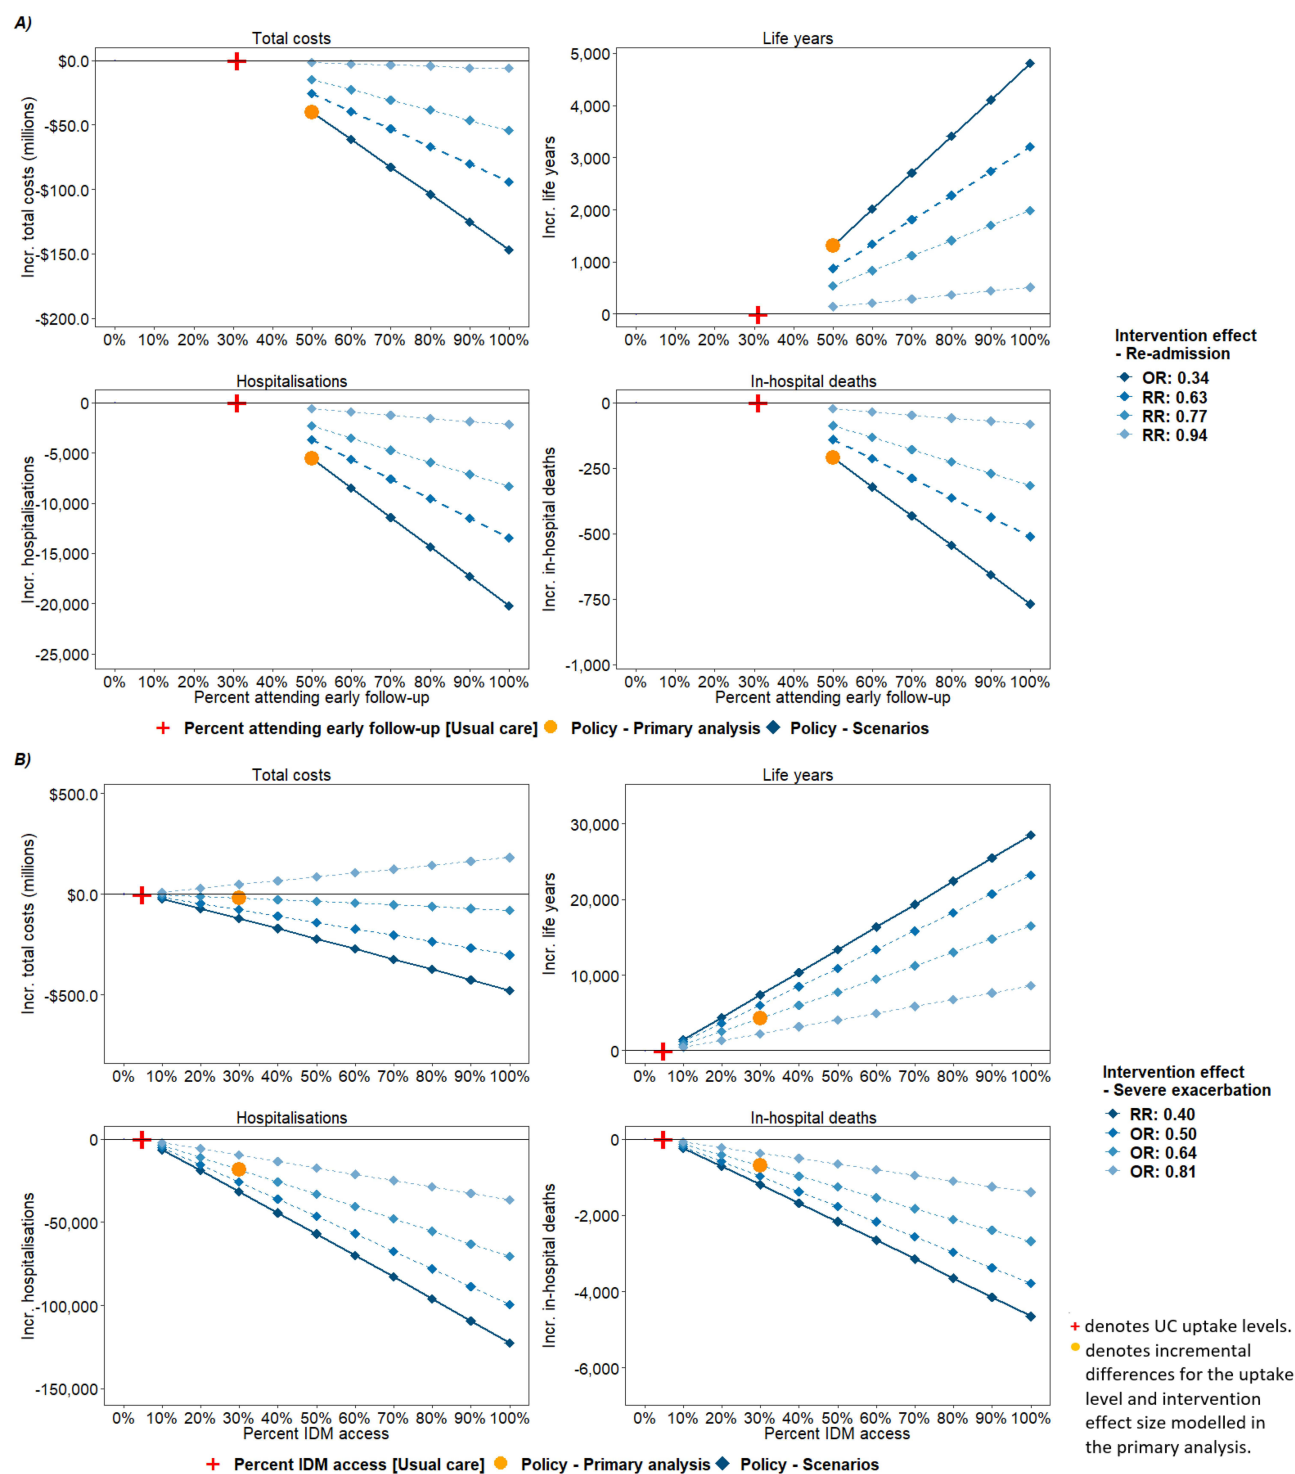 A)
Total costs
Life years
Incr. total costs (millions)
$0.0
-$50.0
-$100.0
-$150.0
-$200.0
0% 10% 20% 30% 40% 50% 60% 70% 80% 90% 100%
Incr. life years
5,000
4,000
3,000
2,000
1,000
0
0% 10% 20% 30% 40% 50% 60% 70% 80% 90% 100%
Hospitalisations
In-hospital deaths
Incr. hospitalisations
0
-5,000
-10,000
-15,000
-20,000
-25,000
0% 10% 20% 30% 40% 50% 60% 70% 80% 90% 100%
Percent attending early follow-up
Incr. in-hospital deaths
0
-250
-500
-750
-1,000
0% 10% 20% 30% 40% 50% 60% 70% 80% 90% 100%
Percent attending early follow-up
Intervention effect
- Re-admission
OR: 0.34
RR: 0.63
RR: 0.77
RR: 0.94
Percent attending early follow-up [Usual care] Policy - Primary analysis Policy - Scenarios
B)
Total costs
Life years
Incr. total costs (millions)
$500.0
$0.0
-$500.0
0% 10% 20% 30% 40% 50% 60% 70% 80% 90% 100%
Incr. life years
30,000
20,000
10,000
0
0% 10% 20% 30% 40% 50% 60% 70% 80% 90% 100%
Hospitalisations
In-hospital deaths
Incr. hospitalisations
0
-50,000
-100,000
-150,000
0% 10% 20% 30% 40% 50% 60% 70% 80% 90% 100%
Percent IDM access
Incr. in-hospital deaths
0
-2,000
-4,000
-6,000
0% 10% 20% 30% 40% 50% 60% 70% 80% 90% 100%
Percent IDM access
Intervention effect
- Severe exacerbation
RR: 0.40
OR: 0.50
OR: 0.64
OR: 0.81
denotes UC uptake levels.
denotes incremental
differences for the uptake
level and intervention
effect size modelled in
the primary analysis.
Percent IDM access [Usual care] Policy - Primary analysis Policy - Scenarios